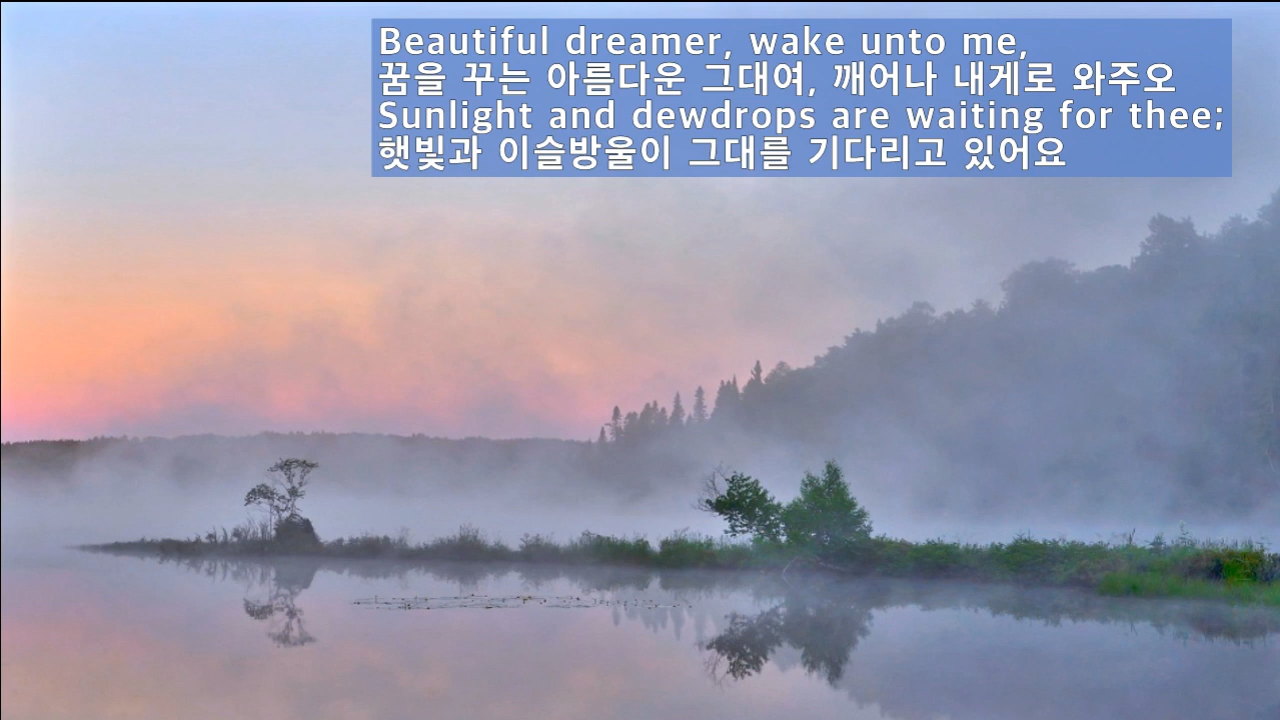 Beautiful dreamer, wake unto me,
꿈을 꾸는 아름다운 그대여, 깨어나 내게로 와주오
Sunlight and dewdrops are waiting for thee;
햇빛과 이슬방울이 그대를 기다리고 있어요